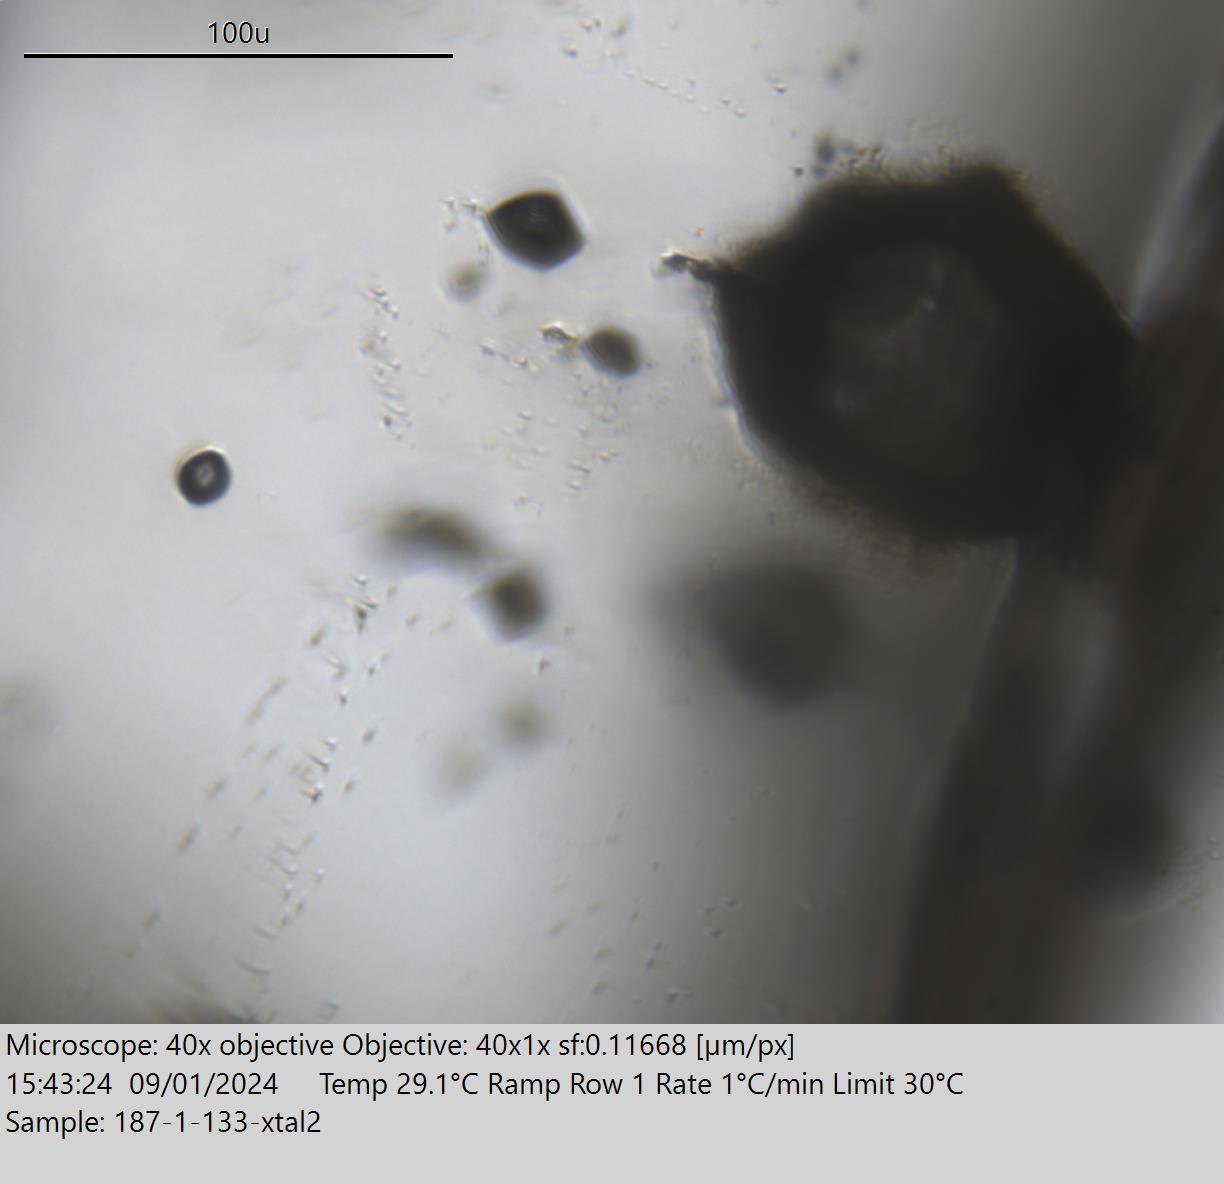 100u
Microscope: 40x objective Objective: 40x1x sf:0.11668 [µm/px]
15:43:24 09/01/2024 Temp 29.1°C Ramp Row 1 Rate 1°C/min Limit 30°C
Sample: 187-1-133-xtal2